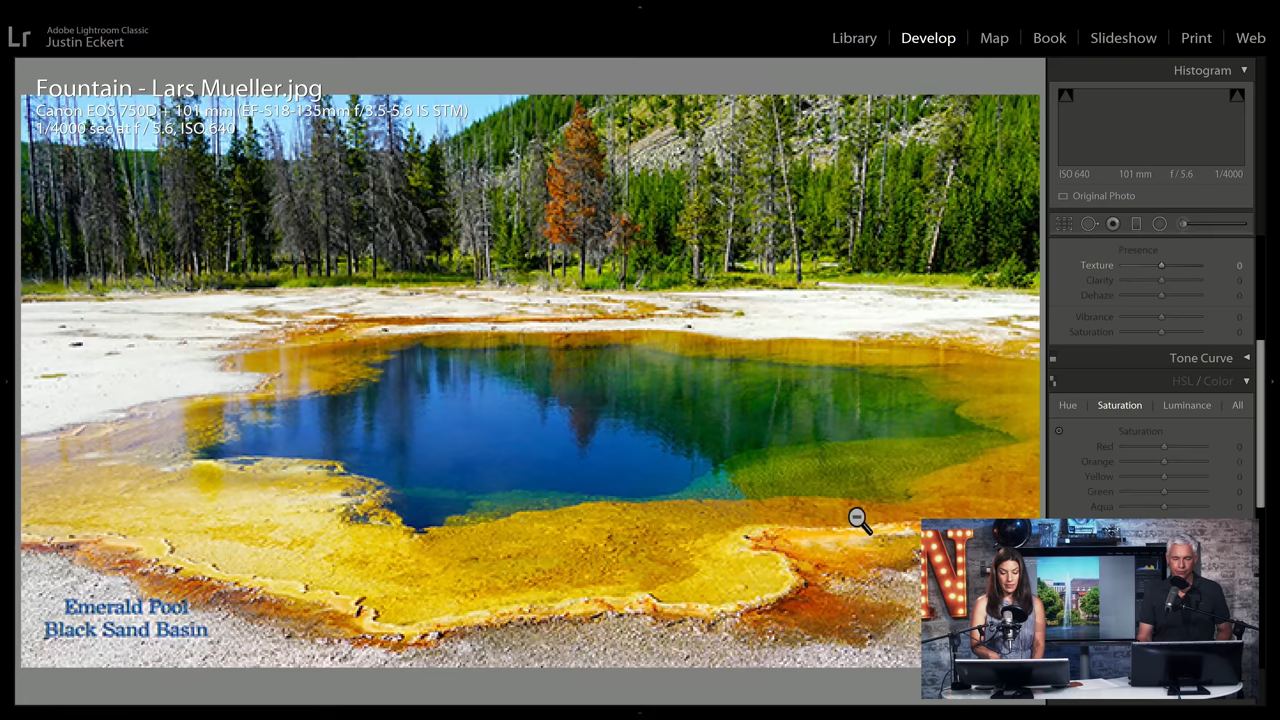 Lr
Adobe Lightroom Classic
Justin Eckert
Library Develop Map Book Slideshow Print Web
Fountain - Lars Mueller.jpg
Canon EOS 750D + 101 mm (EF-S18-135mm f/3.5-5.6 IS STM)
1/4000 sec at f / 5.6, ISO 640
Histogram
ISO 640 101 mm f / 5.6 1/4000
Original Photo
Presence
Texture 0
Clarity 0
Dehaze 0
Vibrance 0
Saturation 0
Tone Curve
HSL / Color
Hue Saturation Luminance All
Saturation
Red 0
Orange 0
Yellow 0
Green 0
Aqua 0
Emerald Pool
Black Sand Basin
N